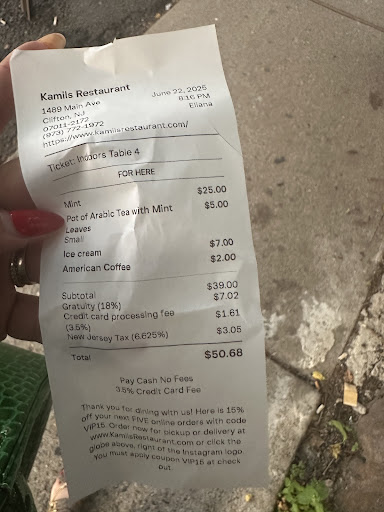 Kamils Restaurant
1489 Main Ave
Clifton, NJ
07011-2172
(973) 772-1972
https://www.kamilsrestaurant.com/
June 22, 2025
8:16 PM
Eliana
Ticket: Indoors Table 4
FOR HERE
Mint $25.00
Pot of Arabic Tea with Mint $5.00
Leaves
Small
Ice cream $7.00
American Coffee $2.00
Subtotal $39.00
Gratuity (18%) $7.02
Credit card processing fee $1.61
(3.5%)
New Jersey Tax (6.625%) $3.05
Total $50.68
Pay Cash No Fees
3.5% Credit Card Fee
Thank you for dining with us! Here is 15%
off your next FIVE online orders with code
VIP15. Order now for pickup or delivery at
www.KamilsRestaurant.com or click the
globe above, right of the Instagram logo
You must apply coupon VIP15 at check
out.